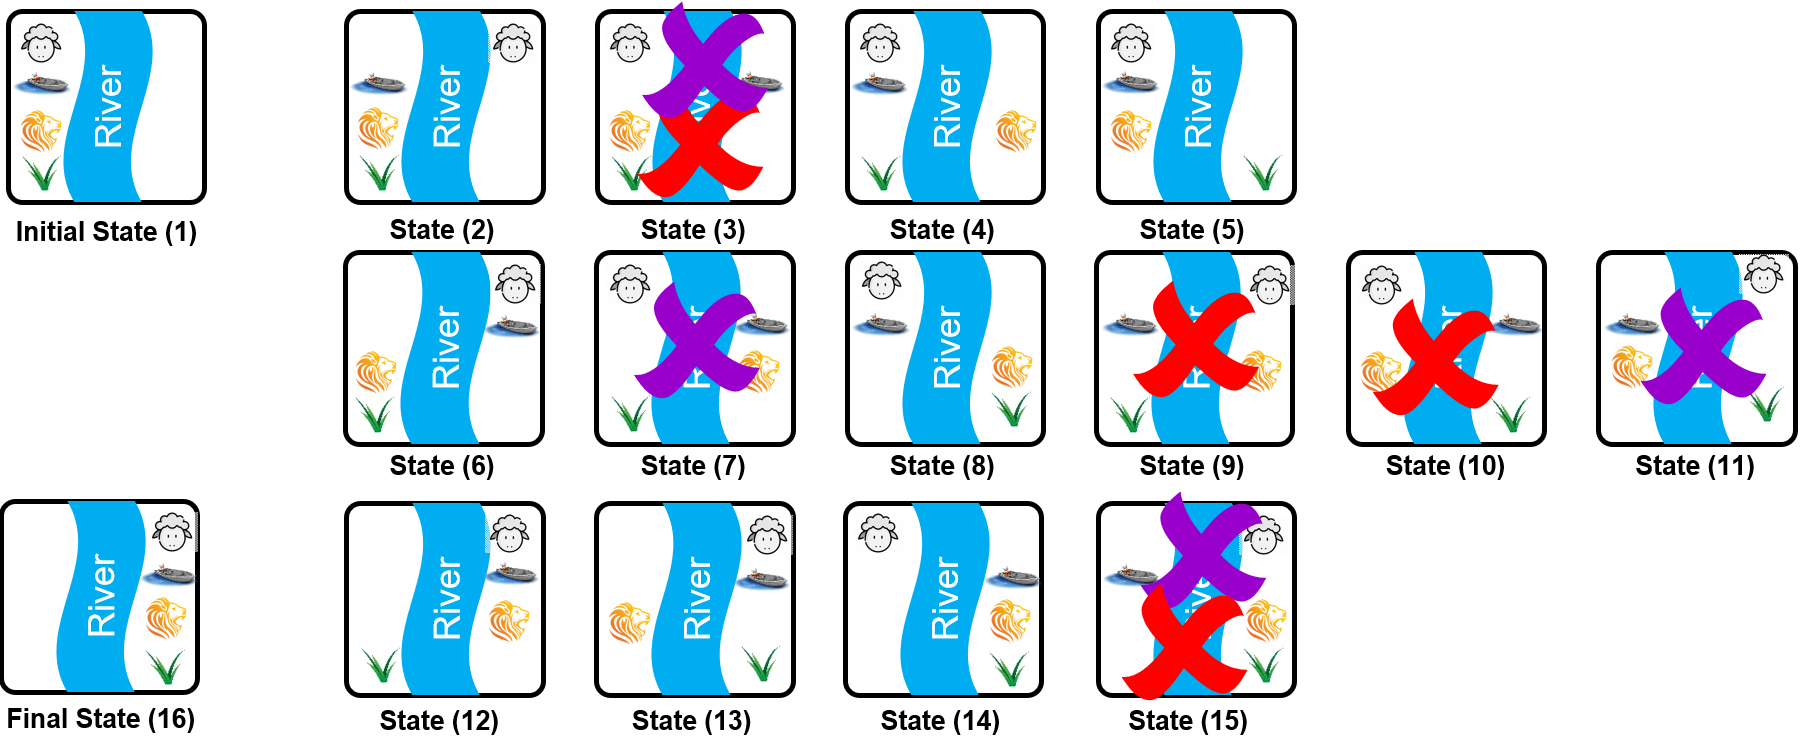 River
River
River
River
Initial State (1)
State (2)
State (3)
State (4)
State (5)
River
River
State (6)
State (7)
State (8)
State (9)
State (10)
State (11)
River
River
River
River
Final State (16)
State (12)
State (13)
State (14)
State (15)